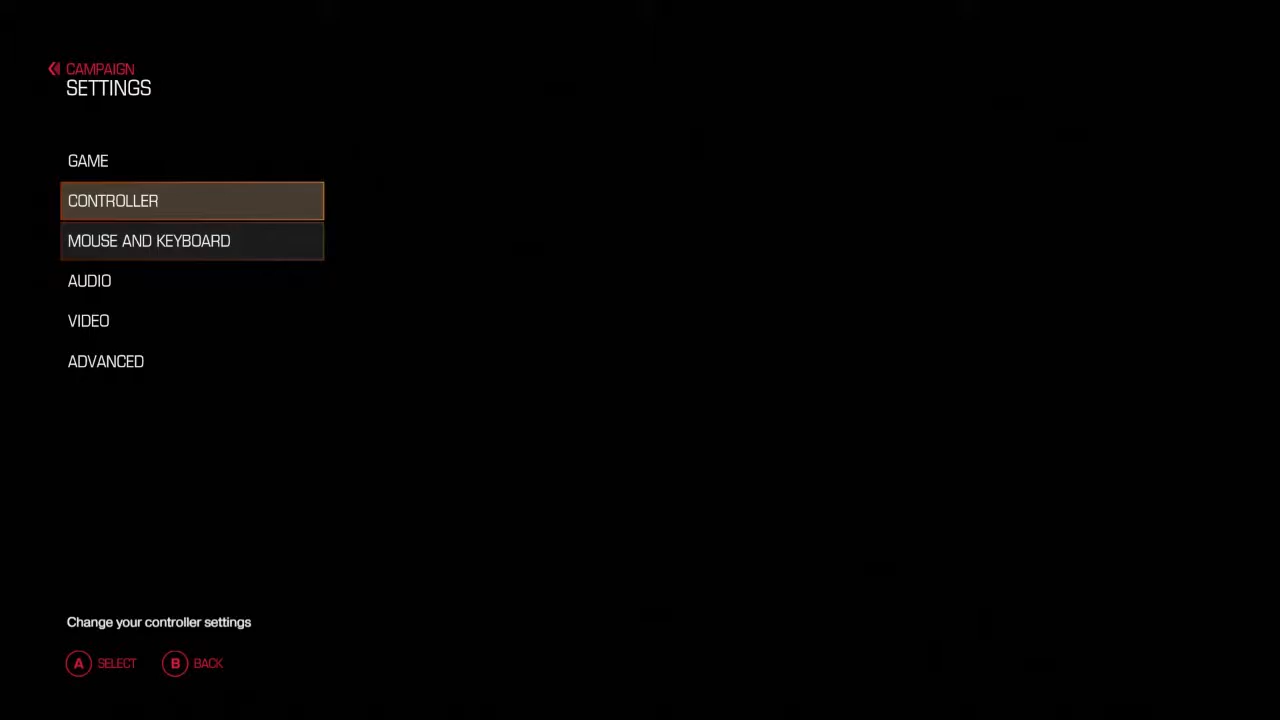 CAMPAIGN
SETTINGS
GAME
CONTROLLER
MOUSE AND KEYBOARD
AUDIO
VIDEO
ADVANCED
Change your controller settings
A SELECT B BACK